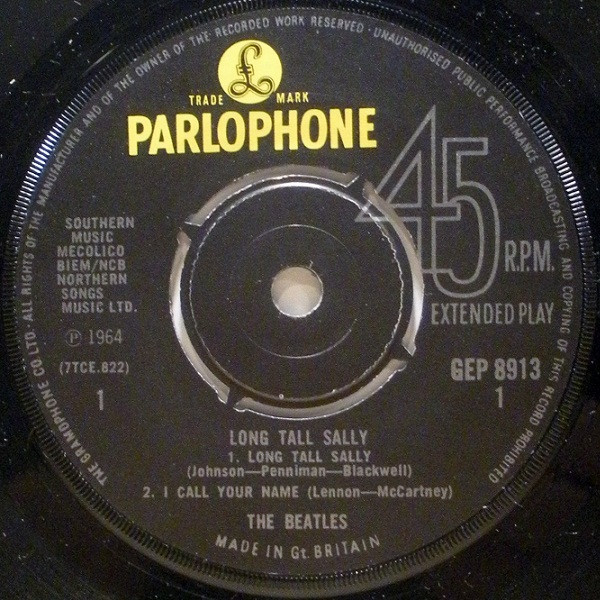 THE GRAMOPHONE CO LTD · ALL RIGHTS OF THE MANUFACTURER AND OF THE OWNER OF THE RECORDED WORK RESERVED · UNAUTHORISED PUBLIC PERFORMANCE BROADCASTING AND COPYING OF THIS RECORD PROHIBITED
£
TRADE MARK
PARLOPHONE
45
R.P.M.
EXTENDED PLAY
SOUTHERN
MUSIC
MECOLICO
BIEM/NCB
NORTHERN
SONGS
MUSIC LTD.
Ⓟ 1964
(7TCE.822)
1
GEP 8913
1
LONG TALL SALLY
1. LONG TALL SALLY
(Johnson—Penniman—Blackwell)
2. I CALL YOUR NAME (Lennon—McCartney)
THE BEATLES
MADE IN Gt. BRITAIN